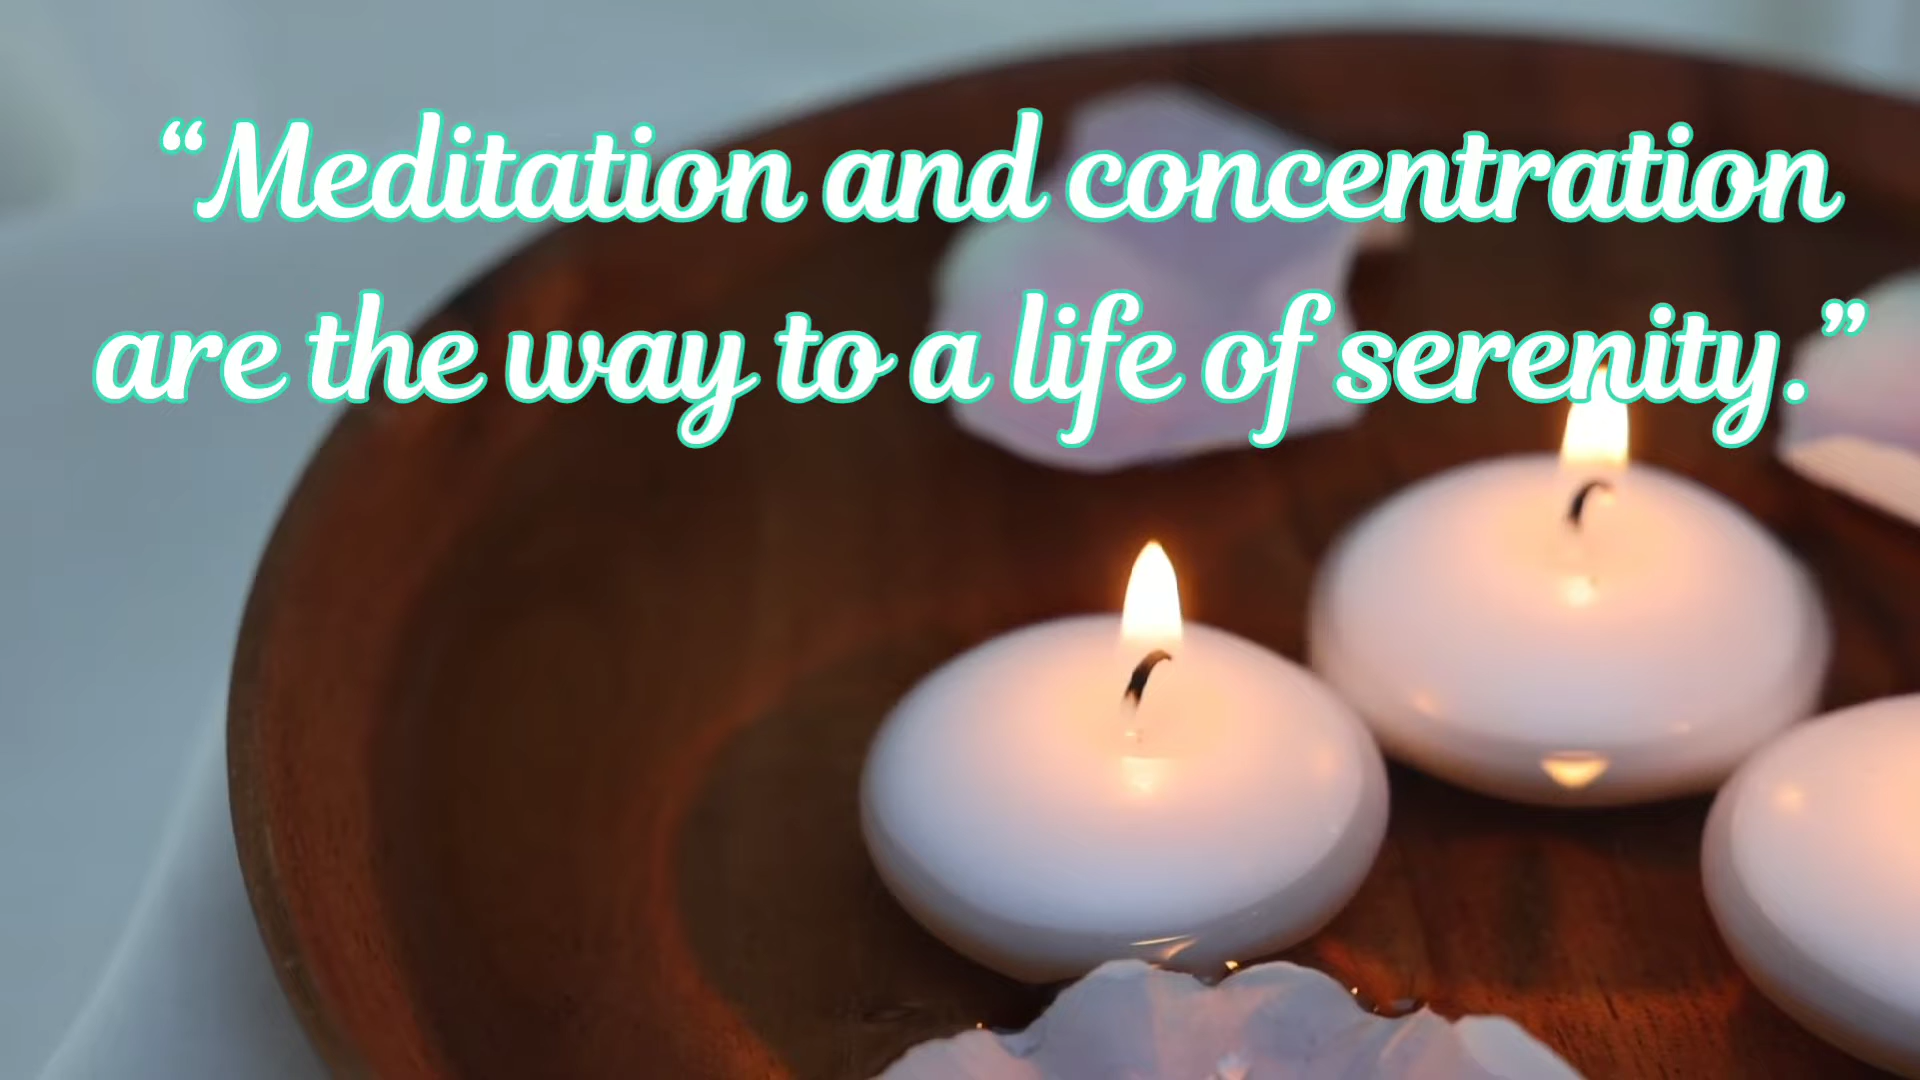 “Meditation and concentration
are the way to a life of serenity.”